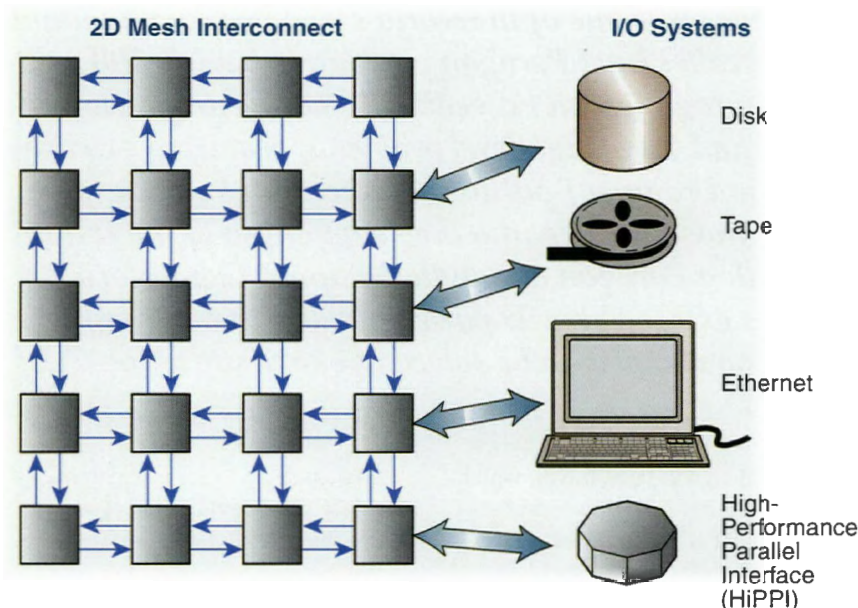 2D Mesh Interconnect
I/O Systems
Disk
Tape
Ethernet
High-
Performance
Parallel
Interface
(HiPPI)